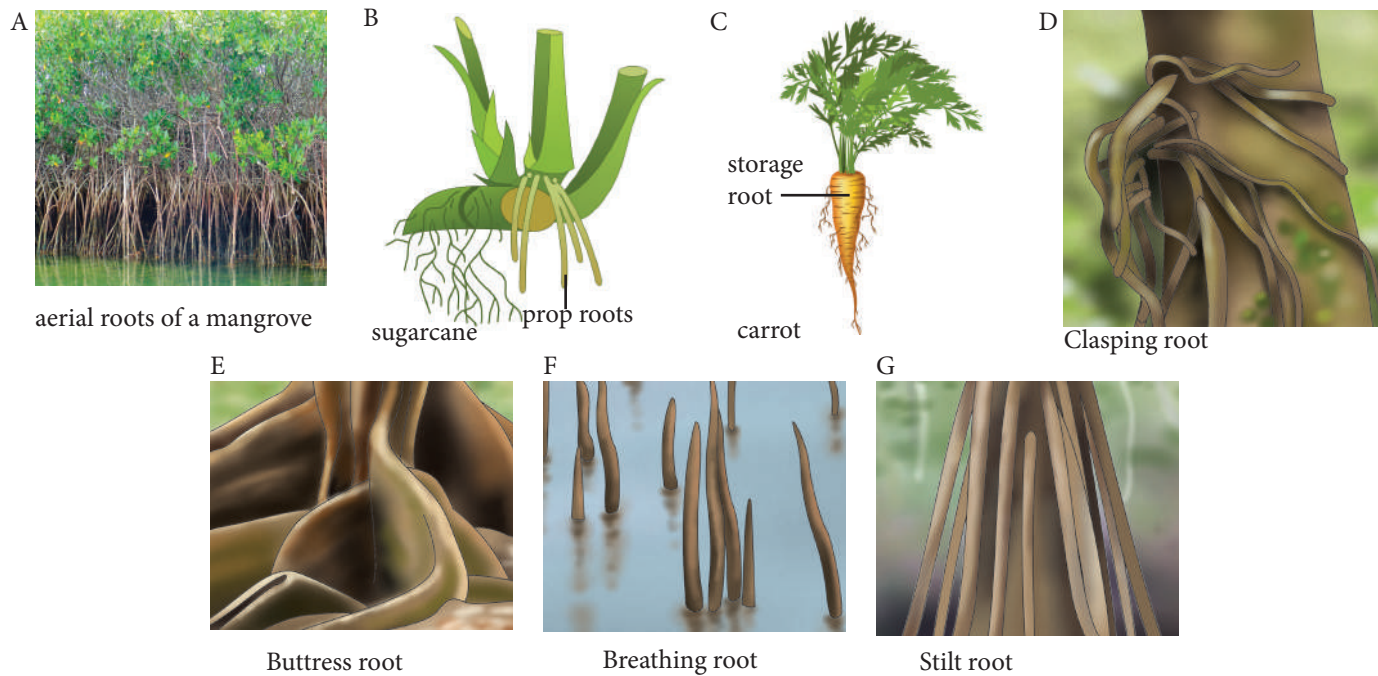 A
B
C
D
storage
root
aerial roots of a mangrove
sugarcane
prop roots
carrot
Clasping root
E
F
G
Buttress root
Breathing root
Stilt root